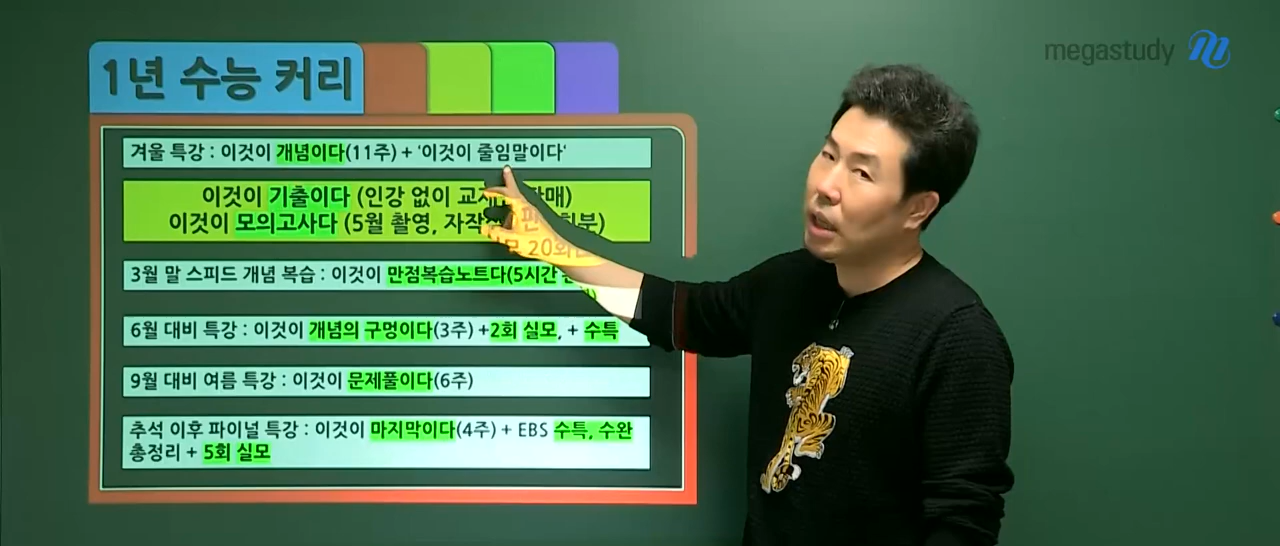 megastudy
1년 수능 커리
겨울 특강 : 이것이 개념이다(11주) + '이것이 줄임말이다'
이것이 기출이다 (인강 없이 교재 판매)
이것이 모의고사다 (5월 촬영, 자작 편 회분)
20회
3월 말 스피드 개념 복습 : 이것이 만점복습노트다(5시간
6월 대비 특강 : 이것이 개념의 구멍이다(3주) +2회 실모, + 수특
9월 대비 여름 특강 : 이것이 문제풀이다(6주)
추석 이후 파이널 특강 : 이것이 마지막이다(4주) + EBS 수특, 수완
총정리 + 5회 실모